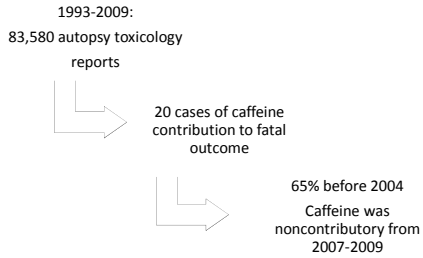 1993-2009:
83,580 autopsy toxicology
reports
20 cases of caffeine
contribution to fatal
outcome
65% before 2004
Caffeine was
noncontributory from
2007-2009